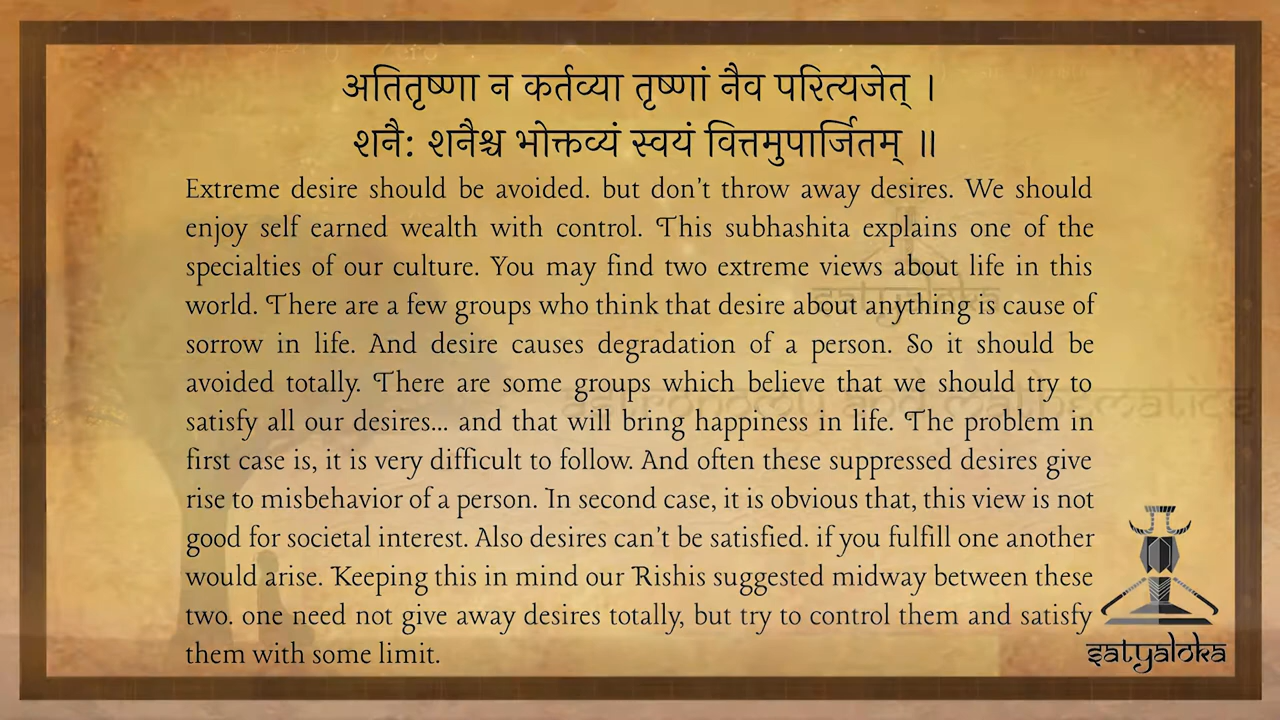 अतितृष्णा न कर्तव्या तृष्णां नैव परित्यजेत् ।
शनै: शनैश्च भोक्तव्यं स्वयं वित्तमुपार्जितम् ॥
Extreme desire should be avoided. but don't throw away desires. We should
enjoy self earned wealth with control. This subhashita explains one of the
specialties of our culture. You may find two extreme views about life in this
world. There are a few groups who think that desire about anything is cause of
sorrow in life. And desire causes degradation of a person. So it should be
avoided totally. There are some groups which believe that we should try to
satisfy all our desires... and that will bring happiness in life. The problem in
first case is, it is very difficult to follow. And often these suppressed desires give
rise to misbehavior of a person. In second case, it is obvious that, this view is not
good for societal interest. Also desires can't be satisfied. if you fulfill one another
would arise. Keeping this in mind our Rishis suggested midway between these
two. one need not give away desires totally, but try to control them and satisfy
them with some limit.
satyaloka
satyaloka
astronomy and mathematics